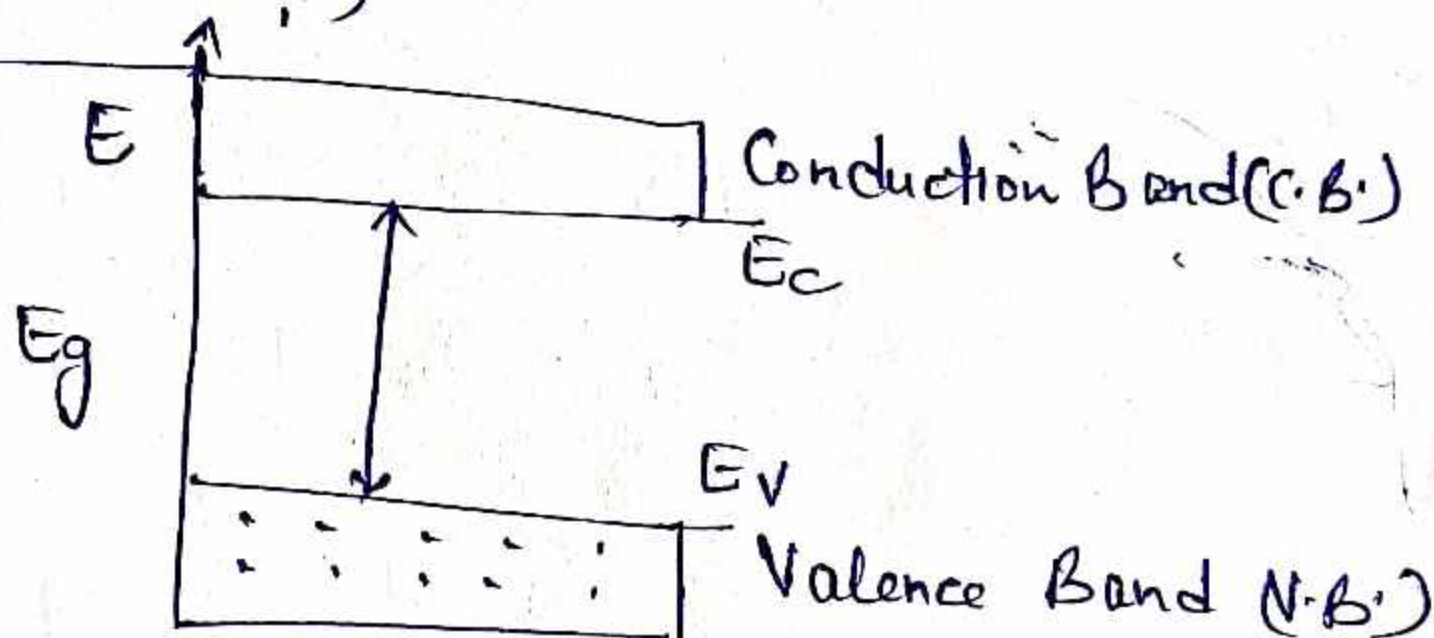 E
Conduction Band (C.B.)
Ec
Eg
Ev
Valence Band (V.B.)